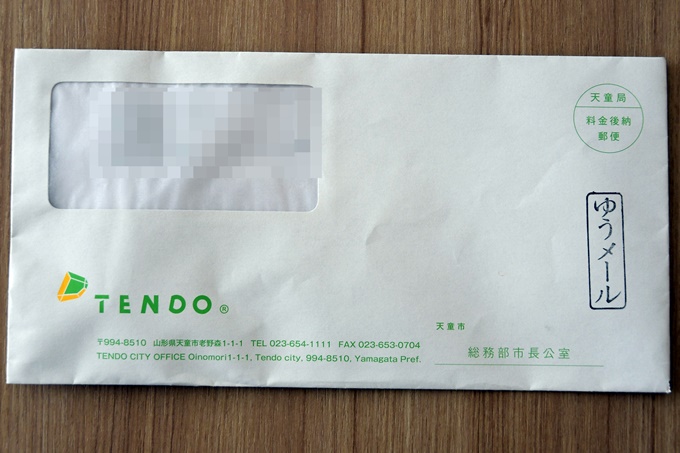 天童局
料金後納
郵便
ゆうメール
TENDO®
〒994-8510 山形県天童市老野森1-1-1 TEL 023-654-1111 FAX 023-653-0704
TENDO CITY OFFICE Oinomori1-1-1, Tendo city. 994-8510, Yamagata Pref.
天童市
総務部市長公室